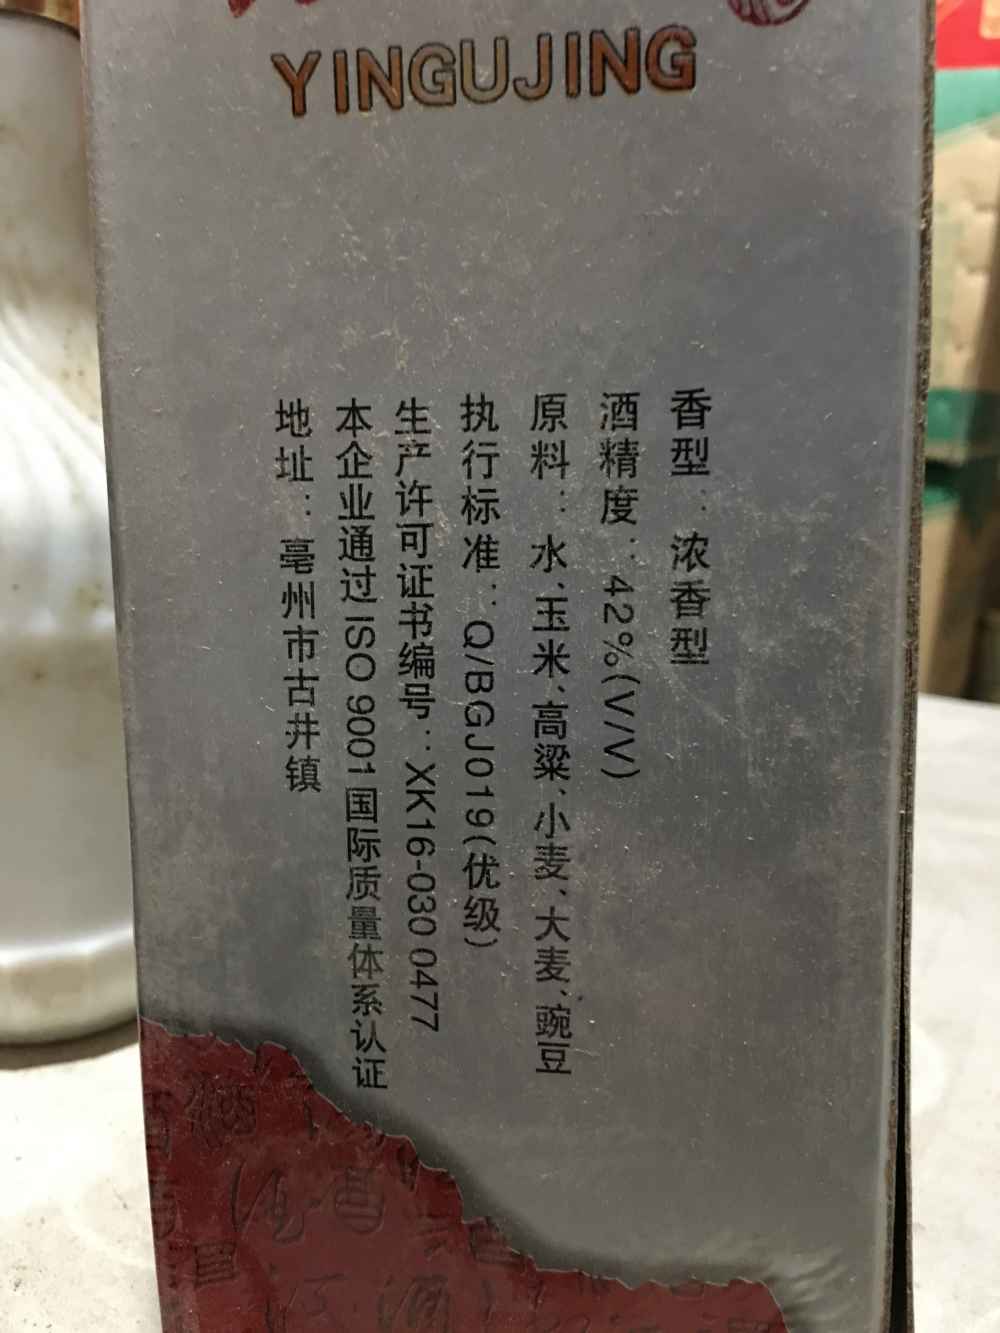 YINGUJING
香型：浓香型
酒精度：42%(V/V)
原料：水、玉米、高粱、小麦、大麦、豌豆
执行标准：Q/BGJ019(优级)
生产许可证书编号：XK16-030 0477
本企业通过ISO 9001国际质量体系认证
地址：亳州市古井镇